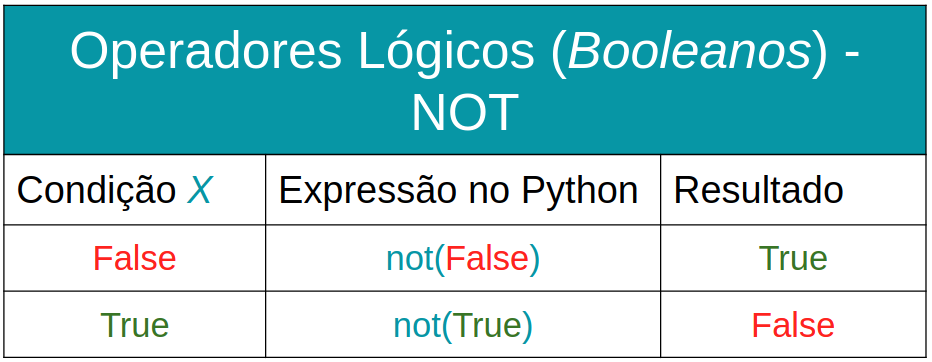 Operadores Lógicos (Booleanos) -
NOT
Condição X Expressão no Python Resultado
False not(False) True
True not(True) False